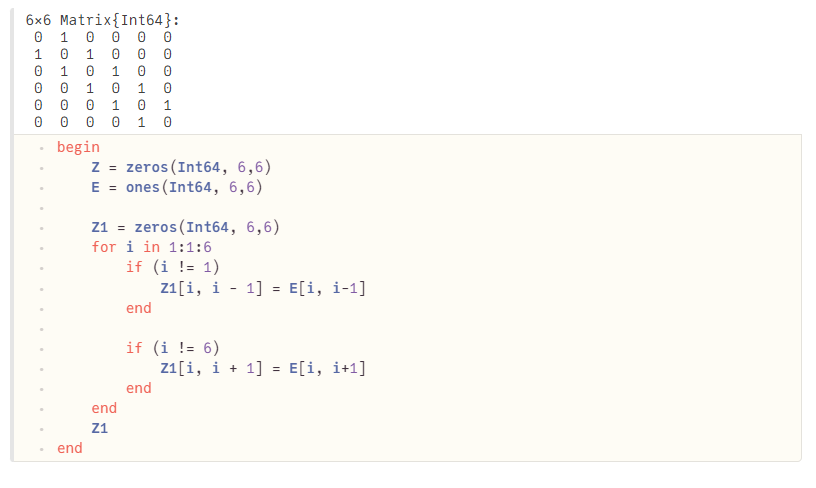 6×6 Matrix{Int64}:
 0  1  0  0  0  0
 1  0  1  0  0  0
 0  1  0  1  0  0
 0  0  1  0  1  0
 0  0  0  1  0  1
 0  0  0  0  1  0
begin
    Z = zeros(Int64, 6,6)
    E = ones(Int64, 6,6)

    Z1 = zeros(Int64, 6,6)
    for i in 1:1:6
        if (i != 1)
            Z1[i, i - 1] = E[i, i-1]
        end

        if (i != 6)
            Z1[i, i + 1] = E[i, i+1]
        end
    end
    Z1
end